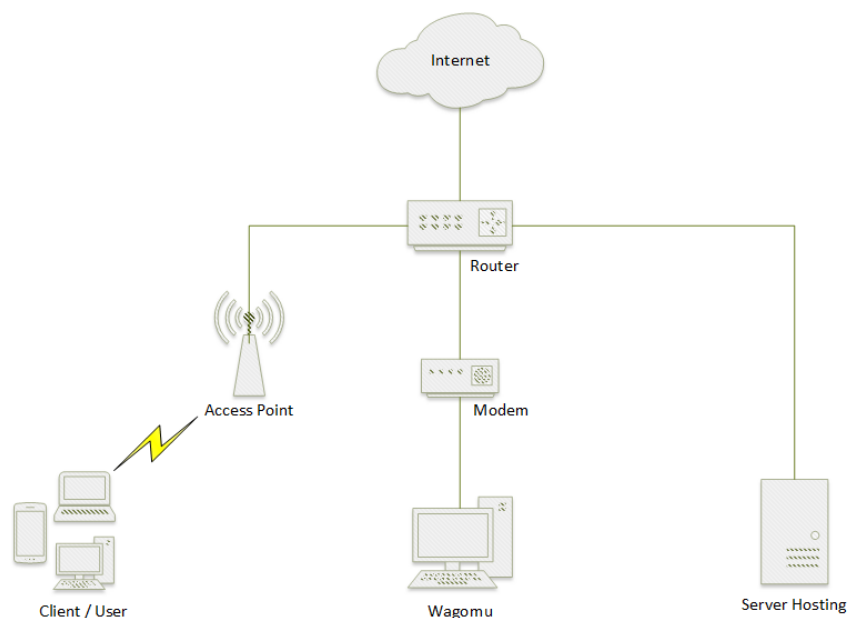 Internet
Router
Access Point
Modem
Client / User
Wagomu
Server Hosting